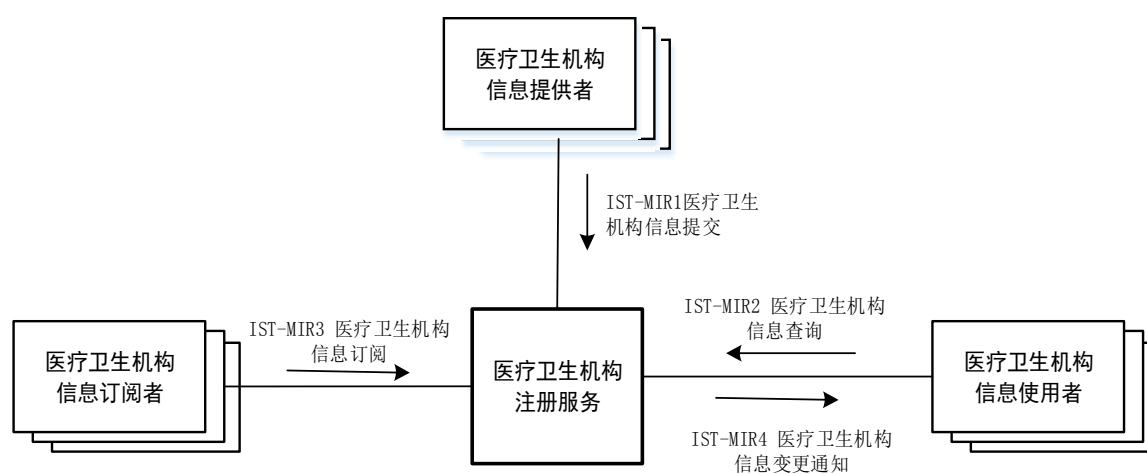 医疗卫生机构
信息提供者
IST-MIR1医疗卫生
机构信息提交
IST-MIR3 医疗卫生机构
信息订阅
IST-MIR2 医疗卫生机构
信息查询
医疗卫生机构
信息订阅者
医疗卫生机构
注册服务
医疗卫生机构
信息使用者
IST-MIR4 医疗卫生机构
信息变更通知